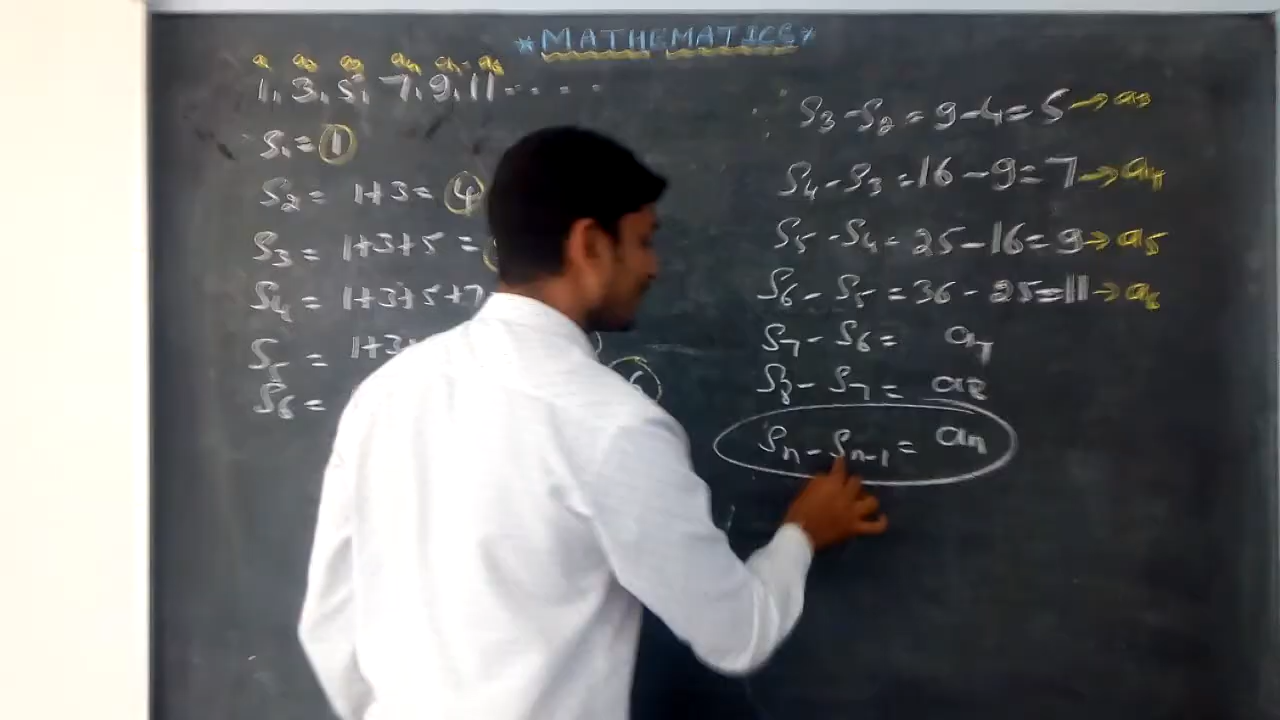 *MATHEMATICS*
a₁ a₂ a₃ a₄ a₅ a₆
1, 3, 5, 7, 9, 11 - - - -
S₁ = 1
S₂ = 1+3 = 4
S₃ = 1+3+5 =
S₄ = 1+3+5+7
S₅ = 1+3
S₆ =
S₃ - S₂ = 9 - 4 = 5 → a₃
S₄ - S₃ = 16 - 9 = 7 → a₄
S₅ - S₄ = 25 - 16 = 9 → a₅
S₆ - S₅ = 36 - 25 = 11 → a₆
S₇ - S₆ = a₇
S₈ - S₇ = a₈
Sₙ - Sₙ₋₁ = aₙ